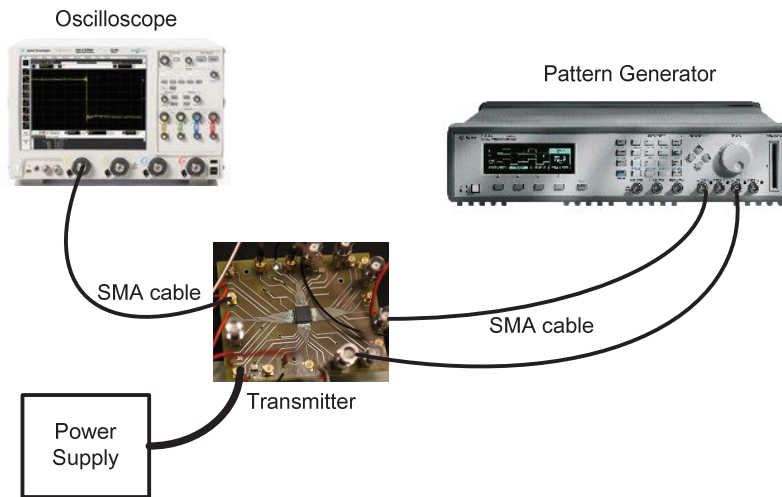 Oscilloscope
Pattern Generator
SMA cable
SMA cable
Transmitter
Power
Supply